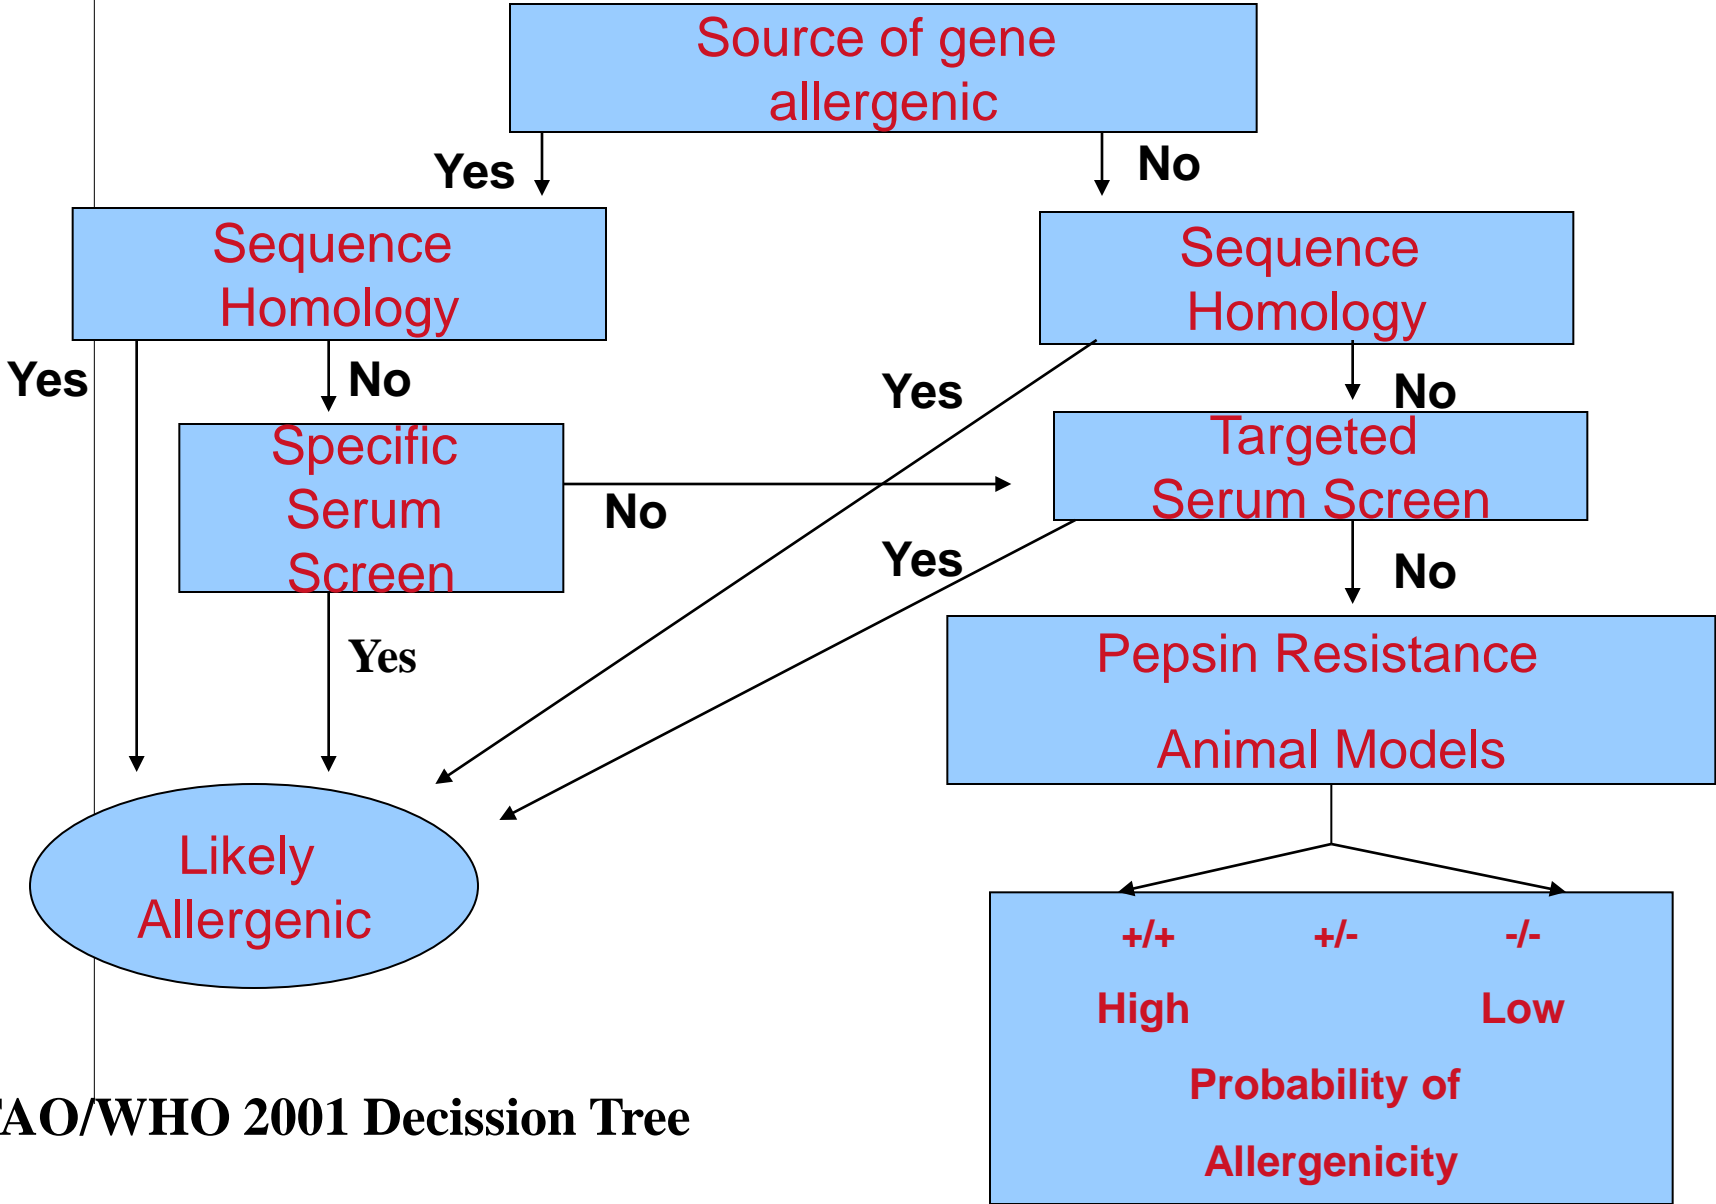 Source of gene
allergenic
Yes
No
Sequence
Homology
Sequence
Homology
Yes
No
Yes
No
Specific
Serum
Screen
No
Targeted
Serum Screen
Yes
No
Yes
Pepsin Resistance
Animal Models
Likely
Allergenic
+/+ +/- -/-
High Low
Probability of
Allergenicity
AO/WHO 2001 Decission Tree